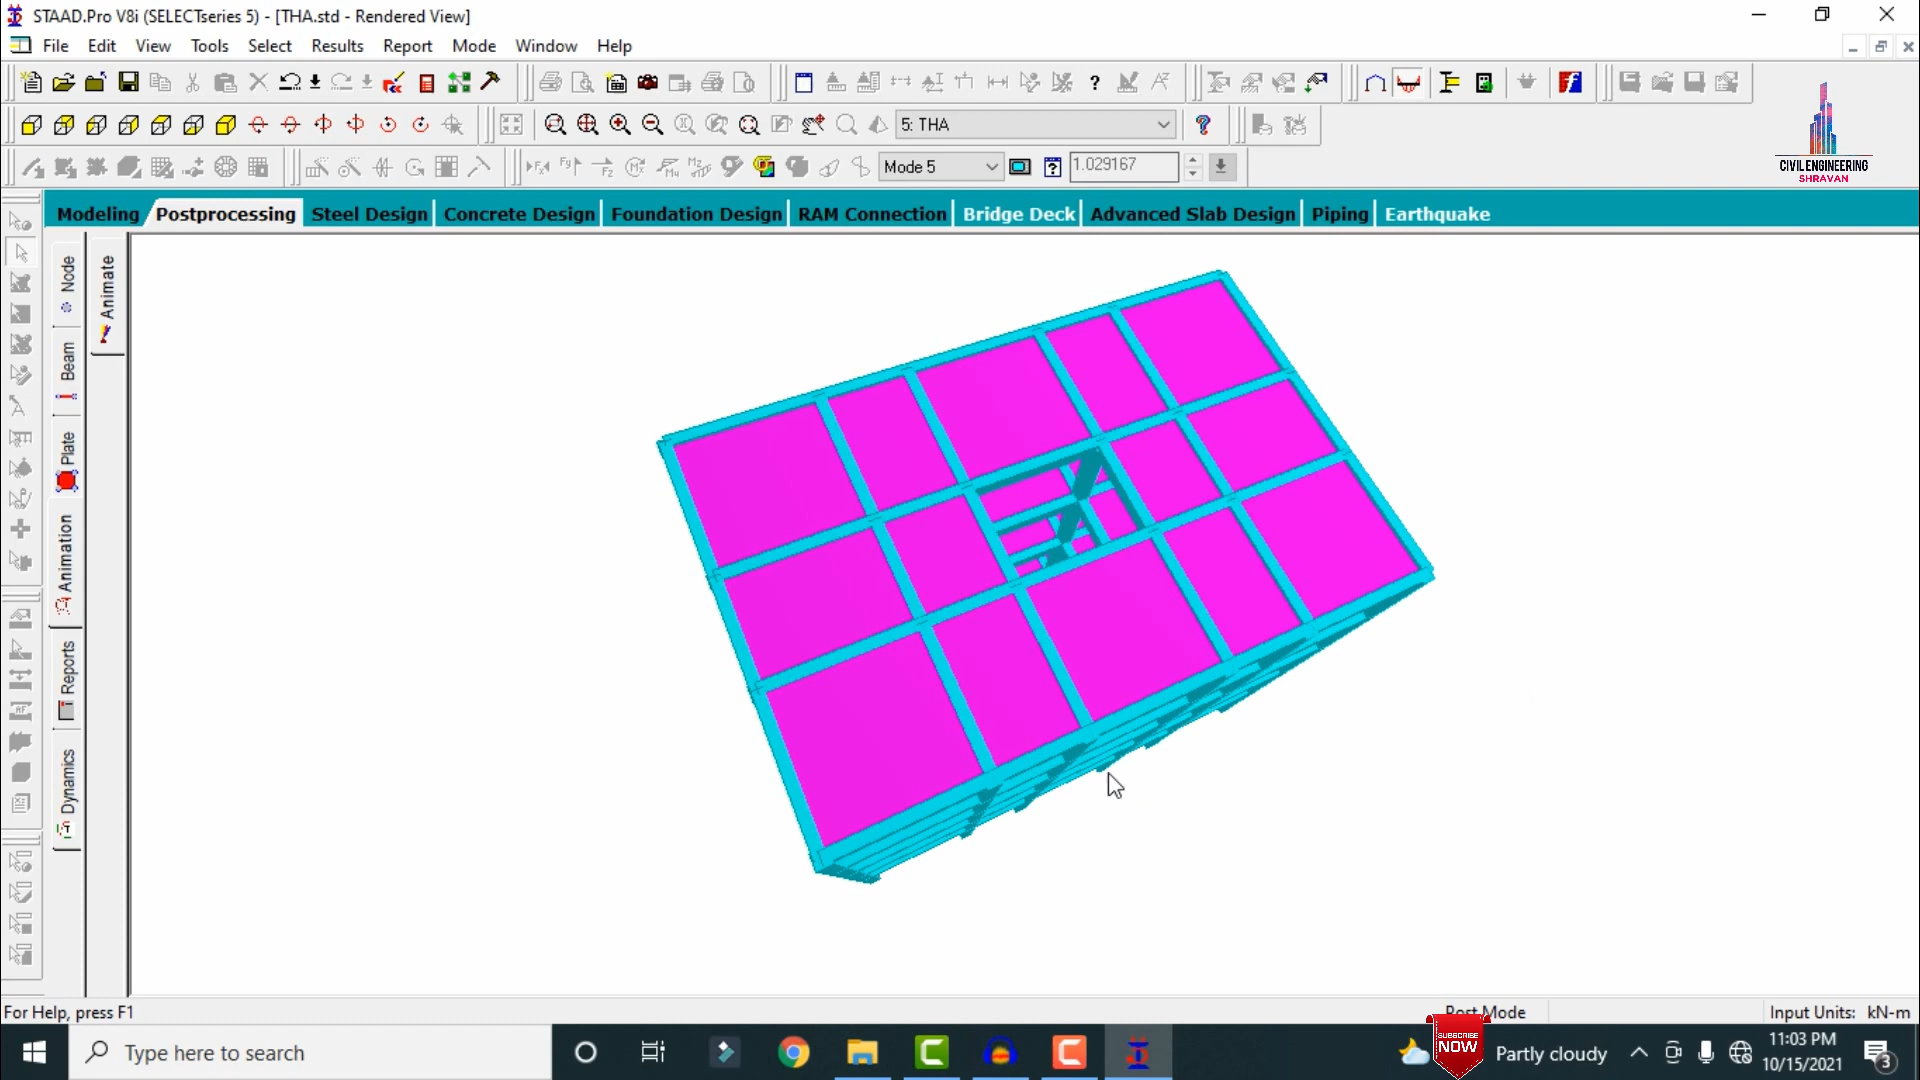 STAAD.Pro V8i (SELECTseries 5) - [THA.std - Rendered View]
File Edit View Tools Select Results Report Mode Window Help
5: THA
Mode 5
1.029167
CIVILENGINEERING
SHRAVAN
Modeling Postprocessing Steel Design Concrete Design Foundation Design RAM Connection Bridge Deck Advanced Slab Design Piping Earthquake
Node
Beam
Plate
Animation
Reports
Dynamics
Animate
For Help, press F1
Post Mode
Input Units: kN-m
Type here to search
SUBSCRIBE
NOW
Partly cloudy
11:03 PM
10/15/2021
3